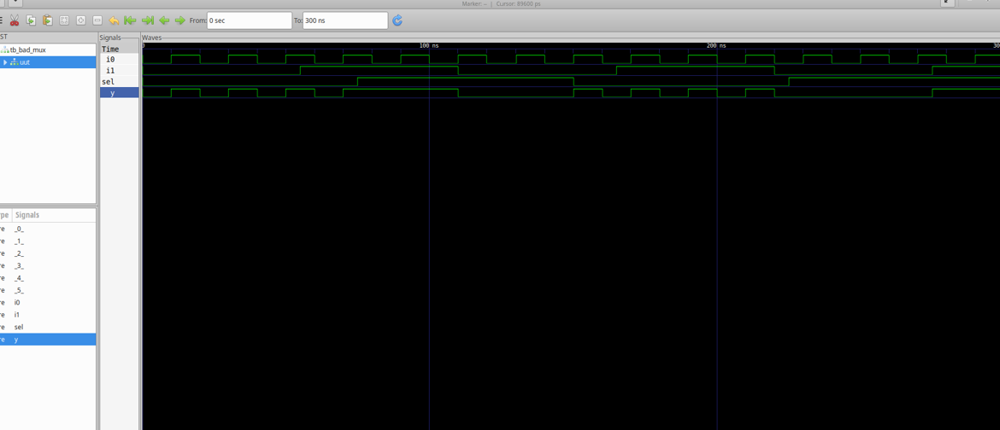 Marker: -- | Cursor: 89600 ps
From: 0 sec To: 300 ns
ST
tb_bad_mux
uut
Signals
Time
i0
i1
sel
y
Waves
0 100 ns 200 ns 30
pe Signals
re _0_
re _1_
re _2_
re _3_
re _4_
re _5_
re i0
re i1
re sel
re y